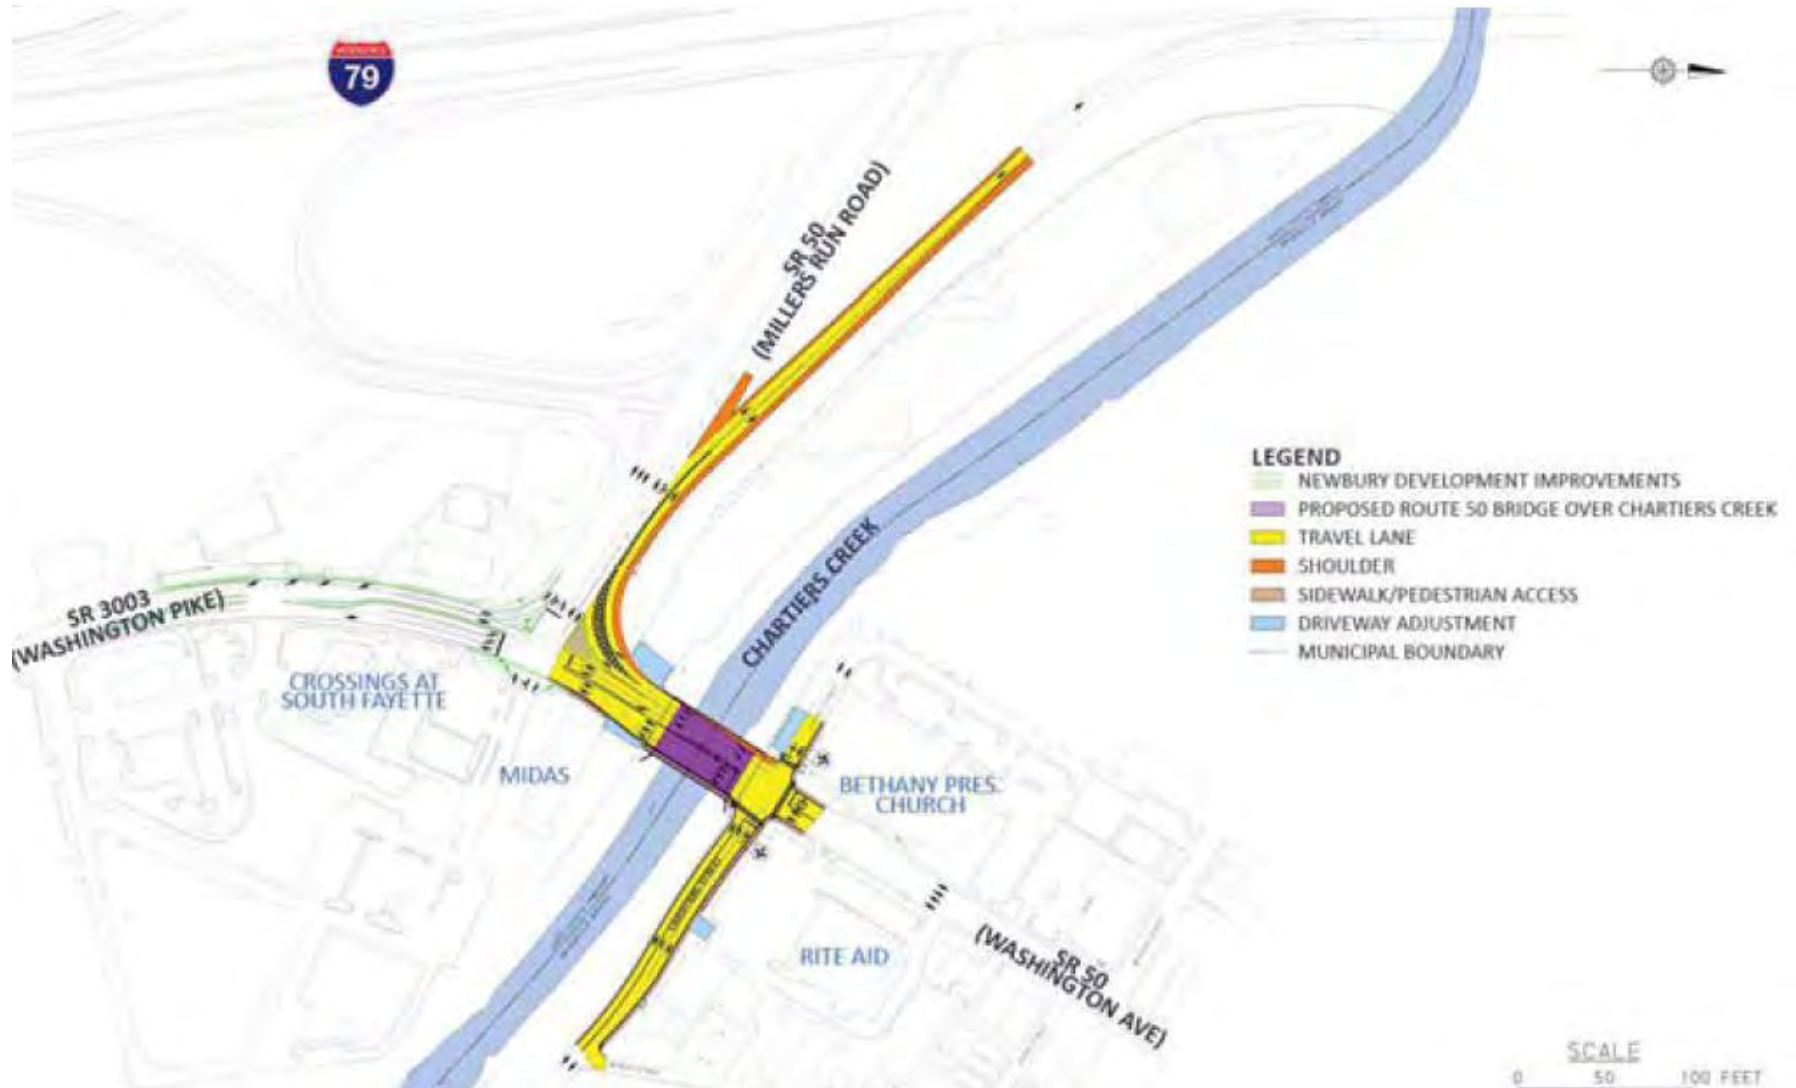 79
SR 50
(MILLERS RUN ROAD)
LEGEND
NEWBURY DEVELOPMENT IMPROVEMENTS
PROPOSED ROUTE 50 BRIDGE OVER CHARTIERS CREEK
TRAVEL LANE
SHOULDER
SIDEWALK/PEDESTRIAN ACCESS
DRIVEWAY ADJUSTMENT
MUNICIPAL BOUNDARY
CHARTIERS CREEK
SR 3003
(WASHINGTON PIKE)
CROSSINGS AT
SOUTH FAYETTE
MIDAS
BETHANY PRES.
CHURCH
RITE AID
SR 50
(WASHINGTON AVE)
SCALE
0 50 100 FEET